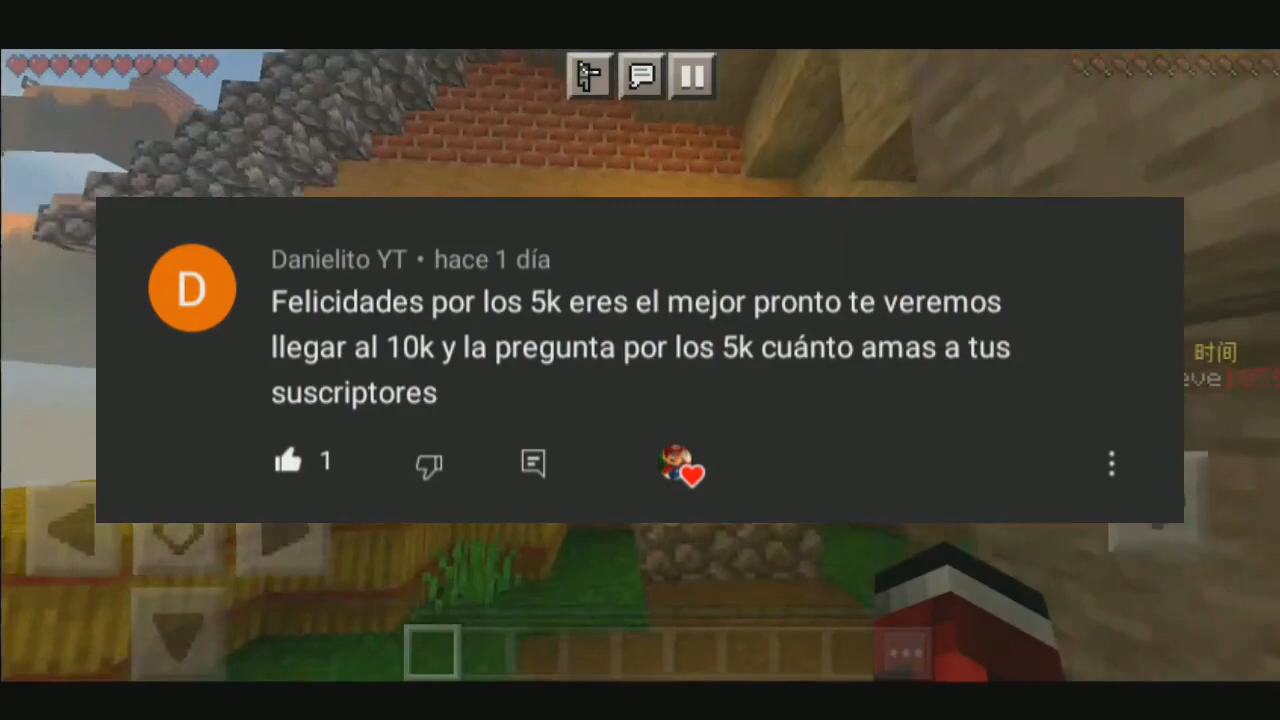 D
Danielito YT • hace 1 día
Felicidades por los 5k eres el mejor pronto te veremos
llegar al 10k y la pregunta por los 5k cuánto amas a tus
suscriptores
1
时间
eve